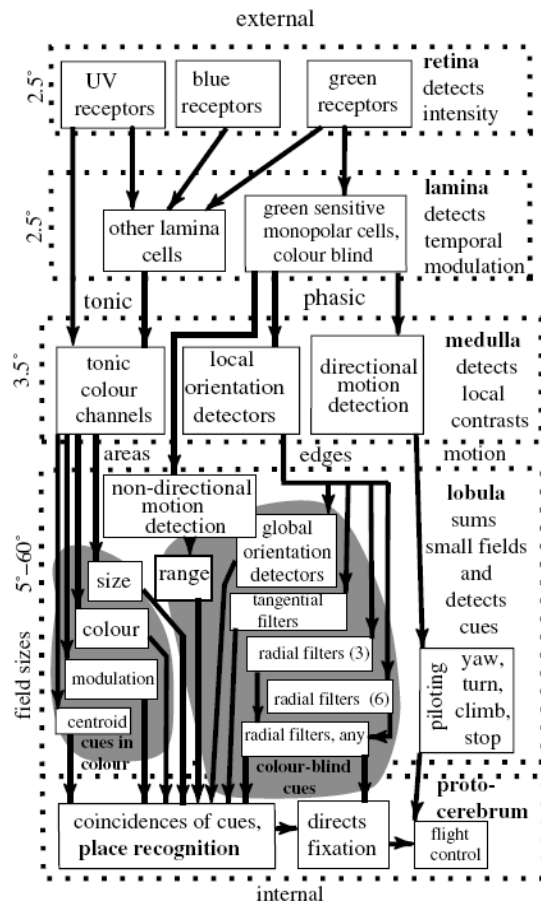 external
2.5°
UV
receptors
blue
receptors
green
receptors
retina
detects
intensity
2.5°
other lamina
cells
green sensitive
monopolar cells,
colour blind
lamina
detects
temporal
modulation
tonic
phasic
3.5°
tonic
colour
channels
local
orientation
detectors
directional
motion
detection
medulla
detects
local
contrasts
areas
edges
motion
field sizes 5°–60°
non-directional
motion
detection
lobula
sums
small fields
and
detects
cues
size
range
global
orientation
detectors
colour
tangential
filters
modulation
radial filters (3)
radial filters (6)
centroid
radial filters, any
cues in
colour
colour-blind
cues
piloting
yaw,
turn,
climb,
stop
proto-
cerebrum
coincidences of cues,
place recognition
directs
fixation
flight
control
internal